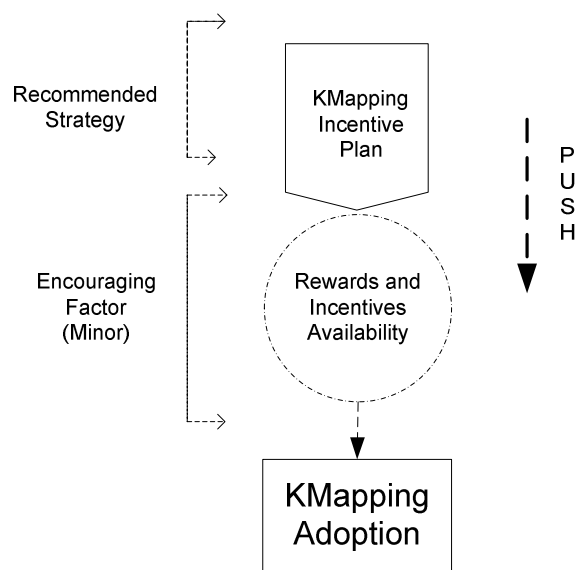 Recommended
Strategy
KMapping
Incentive
Plan
P
U
S
H
Encouraging
Factor
(Minor)
Rewards and
Incentives
Availability
KMapping
Adoption